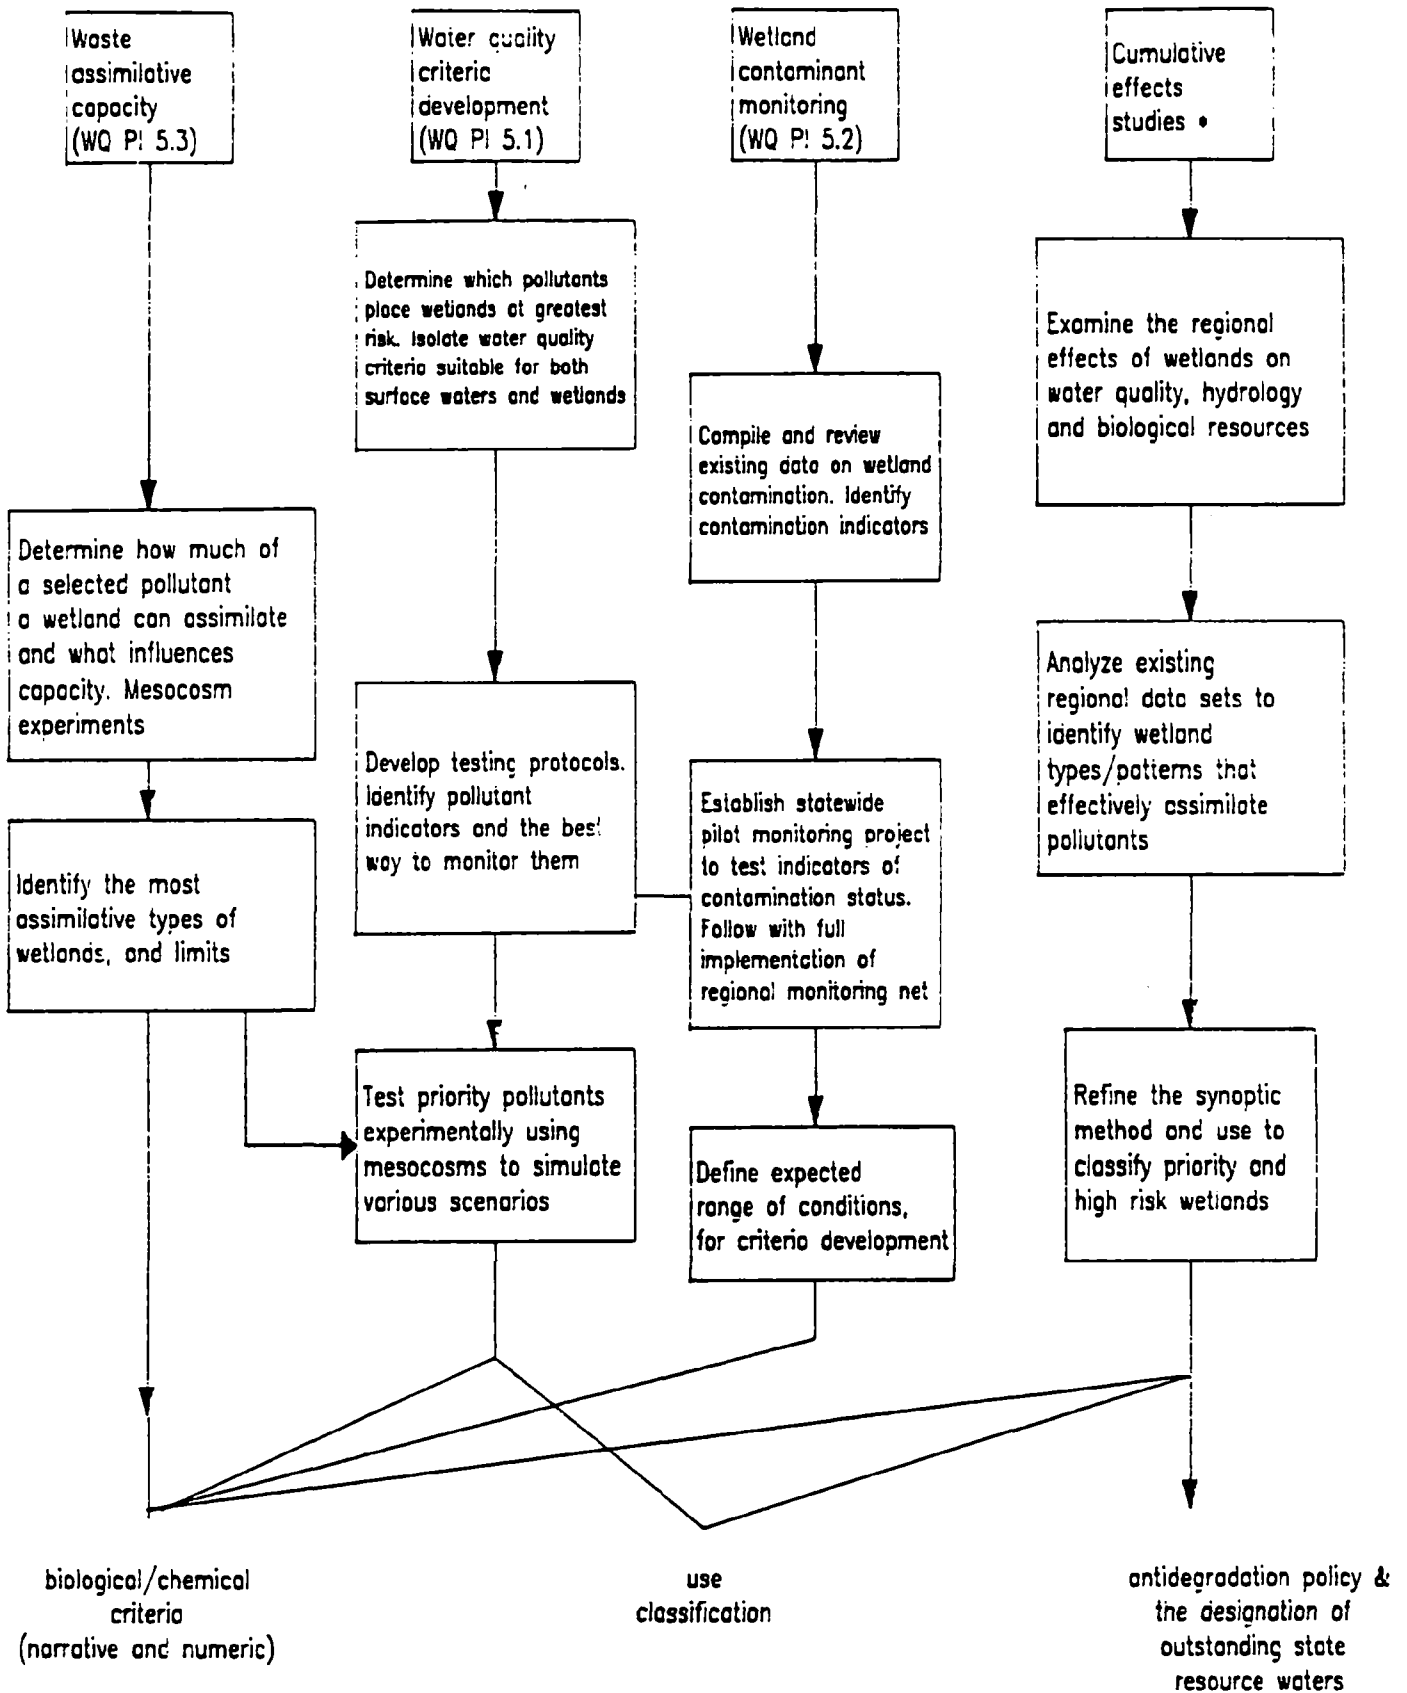 Waste
assimilative
capacity
(WQ PI 5.3)
Water quality
criteria
development
(WQ PI 5.1)
Wetland
contaminant
monitoring
(WQ PI 5.2)
Cumulative
effects
studies *
Determine which pollutants
place wetlands at greatest
risk. Isolate water quality
criteria suitable for both
surface waters and wetlands
Examine the regional
effects of wetlands on
water quality, hydrology
and biological resources
Compile and review
existing data on wetland
contamination. Identify
contamination indicators
Determine how much of
a selected pollutant
a wetland can assimilate
and what influences
capacity. Mesocosm
experiments
Develop testing protocols.
Identify pollutant
indicators and the best
way to monitor them
Establish statewide
pilot monitoring project
to test indicators of
contamination status.
Follow with full
implementation of
regional monitoring net
Analyze existing
regional data sets to
identify wetland
types/patterns that
effectively assimilate
pollutants
Identify the most
assimilative types of
wetlands, and limits
Test priority pollutants
experimentally using
mesocosms to simulate
various scenarios
Define expected
range of conditions,
for criteria development
Refine the synoptic
method and use to
classify priority and
high risk wetlands
biological/chemical
criteria
(narrative and numeric)
use
classification
antidegradation policy &
the designation of
outstanding state
resource waters